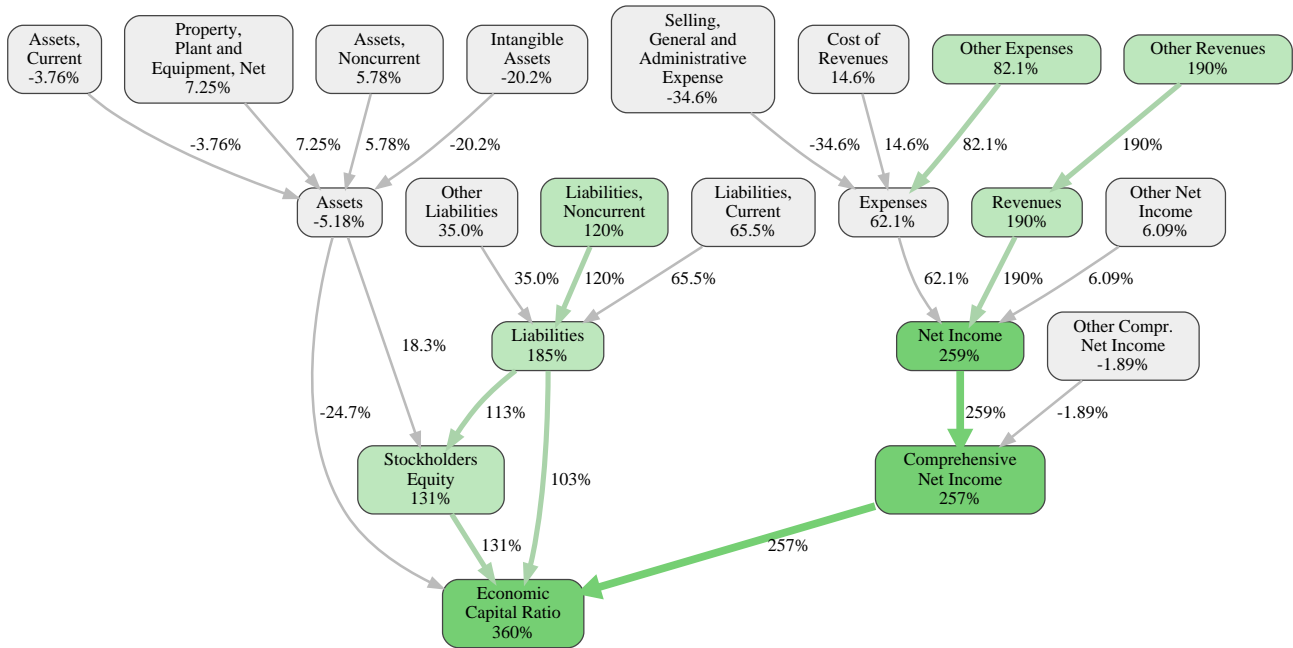 Assets,
Current
-3.76%
Property,
Plant and
Equipment, Net
7.25%
Assets,
Noncurrent
5.78%
Intangible
Assets
-20.2%
Selling,
General and
Administrative
Expense
-34.6%
Cost of
Revenues
14.6%
Other Expenses
82.1%
Other Revenues
190%
-3.76%
7.25%
5.78%
-20.2%
-34.6%
14.6%
82.1%
190%
Assets
-5.18%
Other
Liabilities
35.0%
Liabilities,
Noncurrent
120%
Liabilities,
Current
65.5%
Expenses
62.1%
Revenues
190%
Other Net
Income
6.09%
35.0%
120%
65.5%
62.1%
190%
6.09%
18.3%
Liabilities
185%
Net Income
259%
Other Compr.
Net Income
-1.89%
-24.7%
113%
259%
-1.89%
Stockholders
Equity
131%
103%
Comprehensive
Net Income
257%
131%
257%
Economic
Capital Ratio
360%